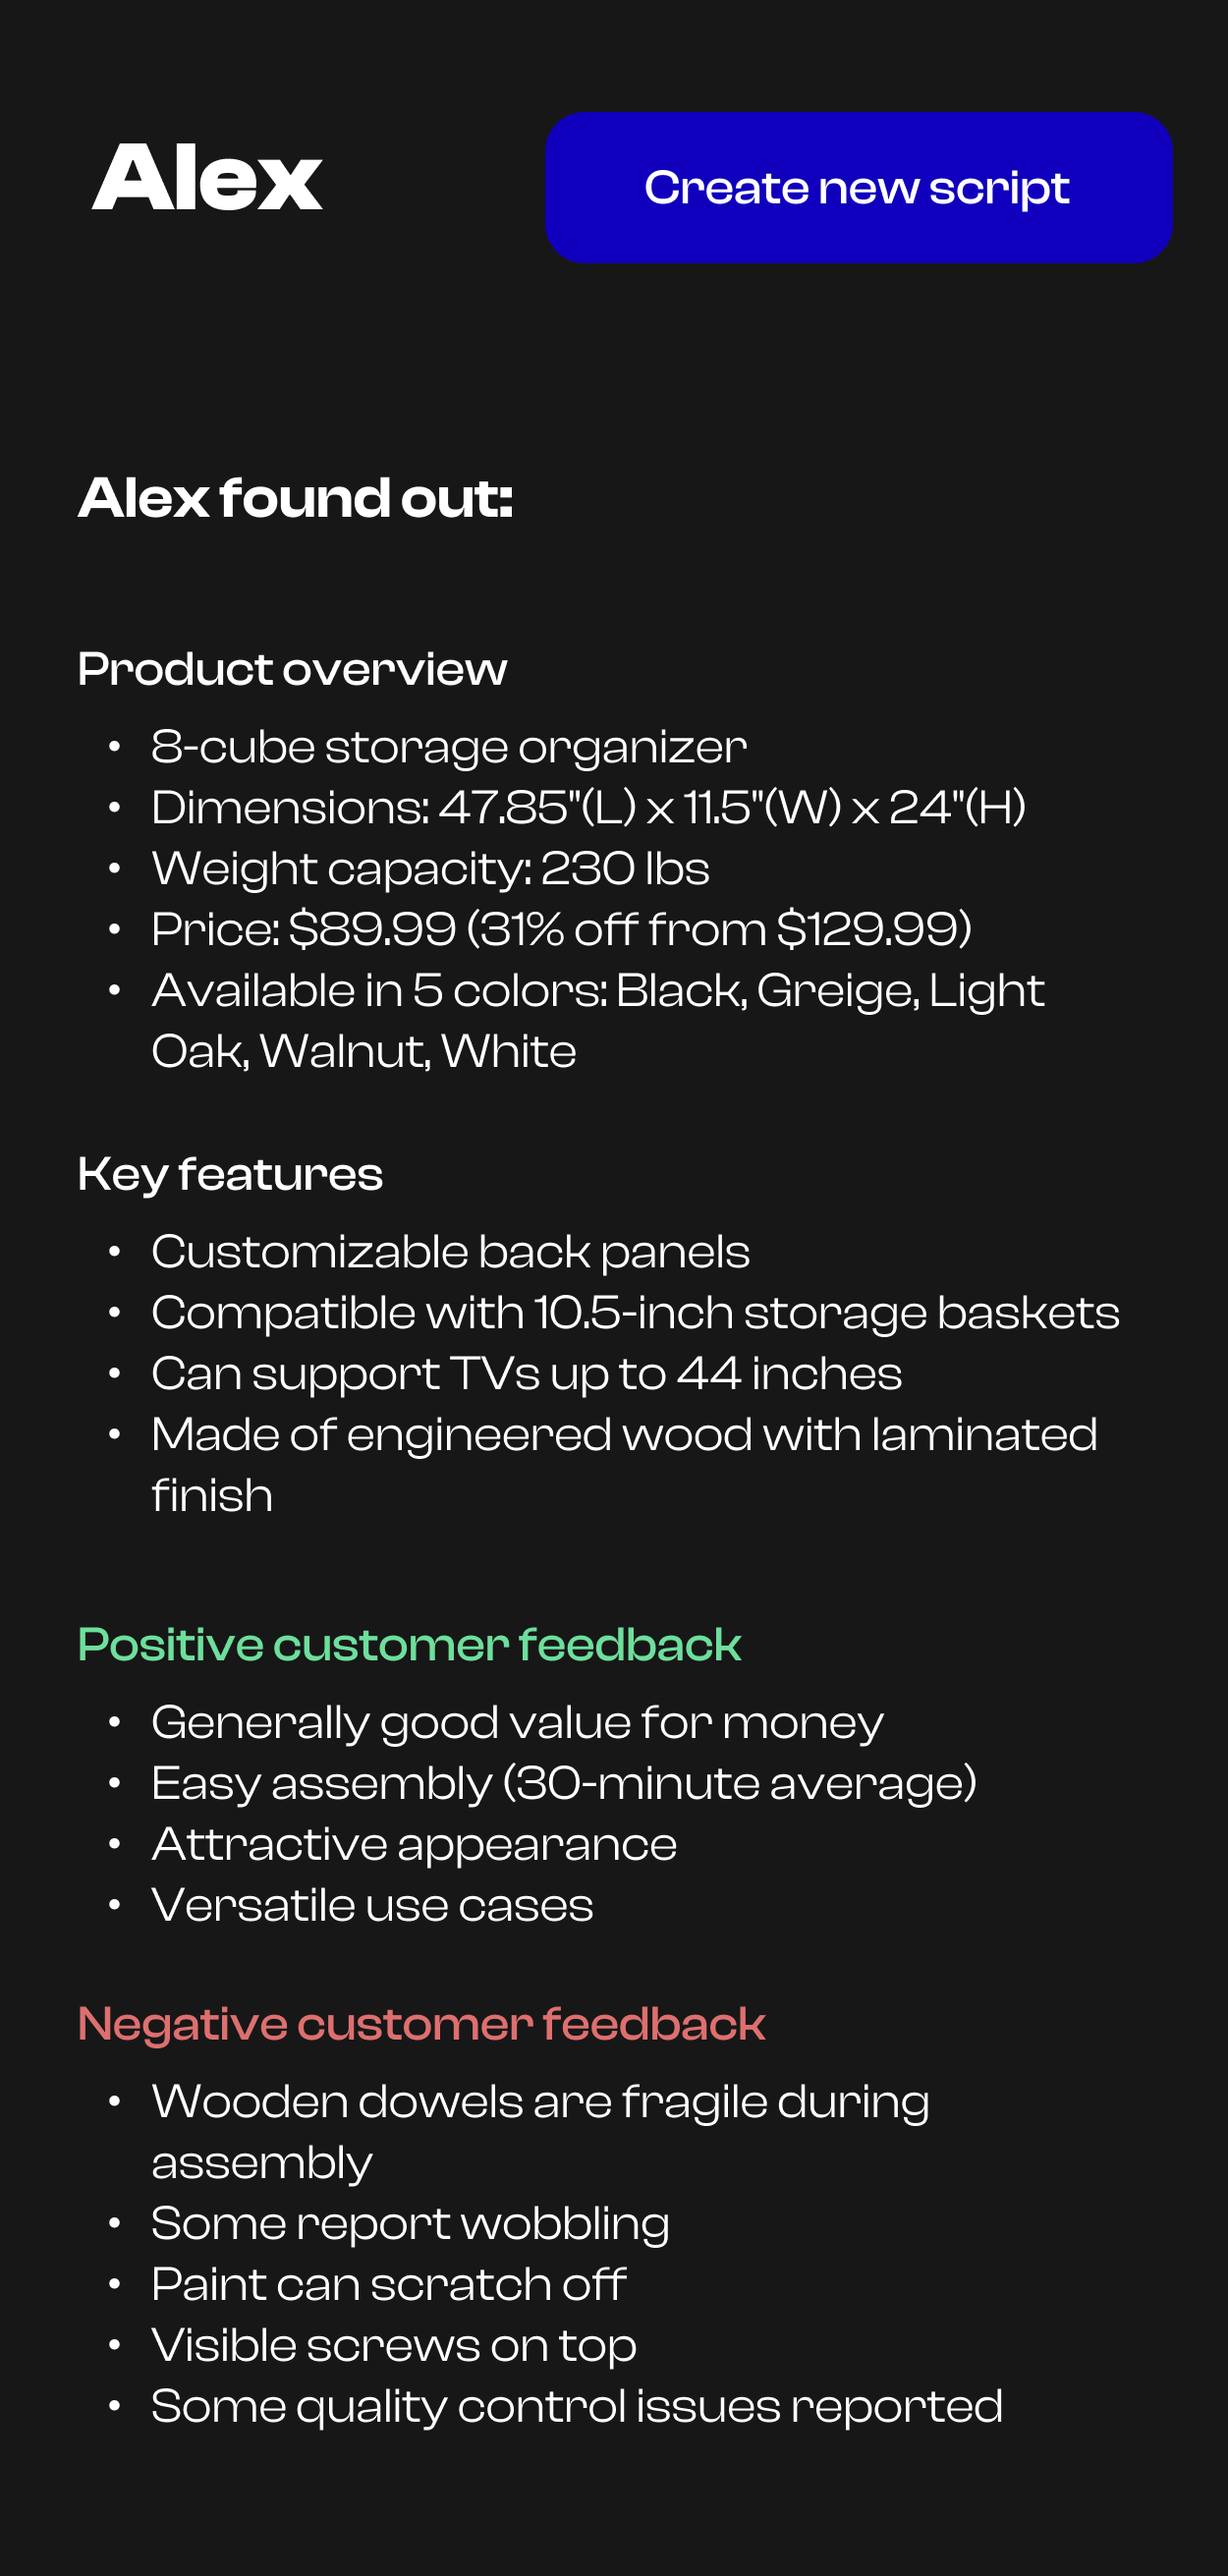 Alex
Create new script
Alex found out:
Product overview
• 8-cube storage organizer
• Dimensions: 47.85"(L) x 11.5"(W) x 24"(H)
• Weight capacity: 230 lbs
• Price: $89.99 (31% off from $129.99)
• Available in 5 colors: Black, Greige, Light
Oak, Walnut, White
Key features
• Customizable back panels
• Compatible with 10.5-inch storage baskets
• Can support TVs up to 44 inches
• Made of engineered wood with laminated
finish
Positive customer feedback
• Generally good value for money
• Easy assembly (30-minute average)
• Attractive appearance
• Versatile use cases
Negative customer feedback
• Wooden dowels are fragile during
assembly
• Some report wobbling
• Paint can scratch off
• Visible screws on top
• Some quality control issues reported